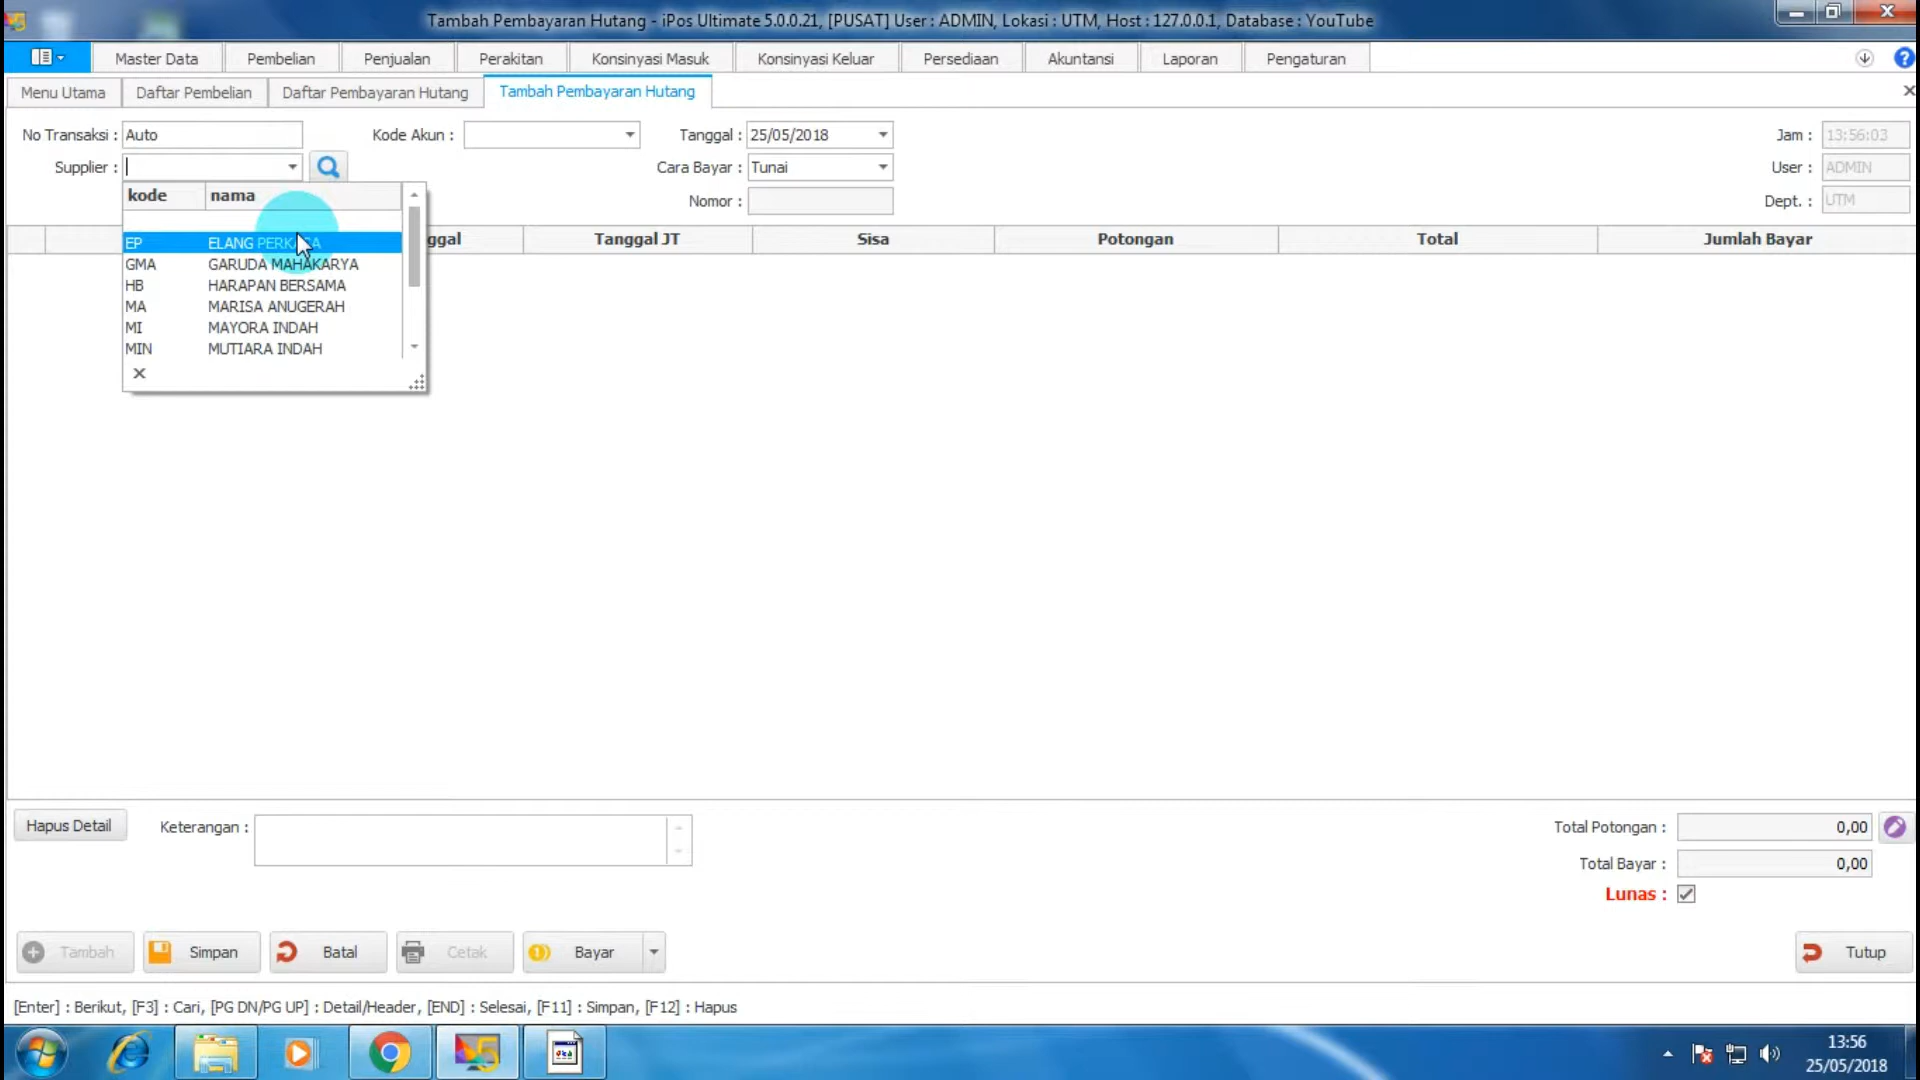 Tambah Pembayaran Hutang - iPos Ultimate 5.0.0.21, [PUSAT] User : ADMIN, Lokasi : UTM, Host : 127.0.0.1, Database : YouTube
Master Data Pembelian Penjualan Perakitan Konsinyasi Masuk Konsinyasi Keluar Persediaan Akuntansi Laporan Pengaturan
Menu Utama Daftar Pembelian Daftar Pembayaran Hutang Tambah Pembayaran Hutang
No Transaksi : Auto Kode Akun : Tanggal : 25/05/2018 Jam : 13:56:03
Supplier : Cara Bayar : Tunai User : ADMIN
Nomor : Dept. : UTM
kode nama
EP ELANG PERKASA
GMA GARUDA MAHAKARYA
HB HARAPAN BERSAMA
MA MARISA ANUGERAH
MI MAYORA INDAH
MIN MUTIARA INDAH
ggal Tanggal JT Sisa Potongan Total Jumlah Bayar
Hapus Detail Keterangan : Total Potongan : 0,00
Total Bayar : 0,00
Lunas :
Tambah Simpan Batal Cetak Bayar Tutup
[Enter] : Berikut, [F3] : Cari, [PG DN/PG UP] : Detail/Header, [END] : Selesai, [F11] : Simpan, [F12] : Hapus
13:56
25/05/2018